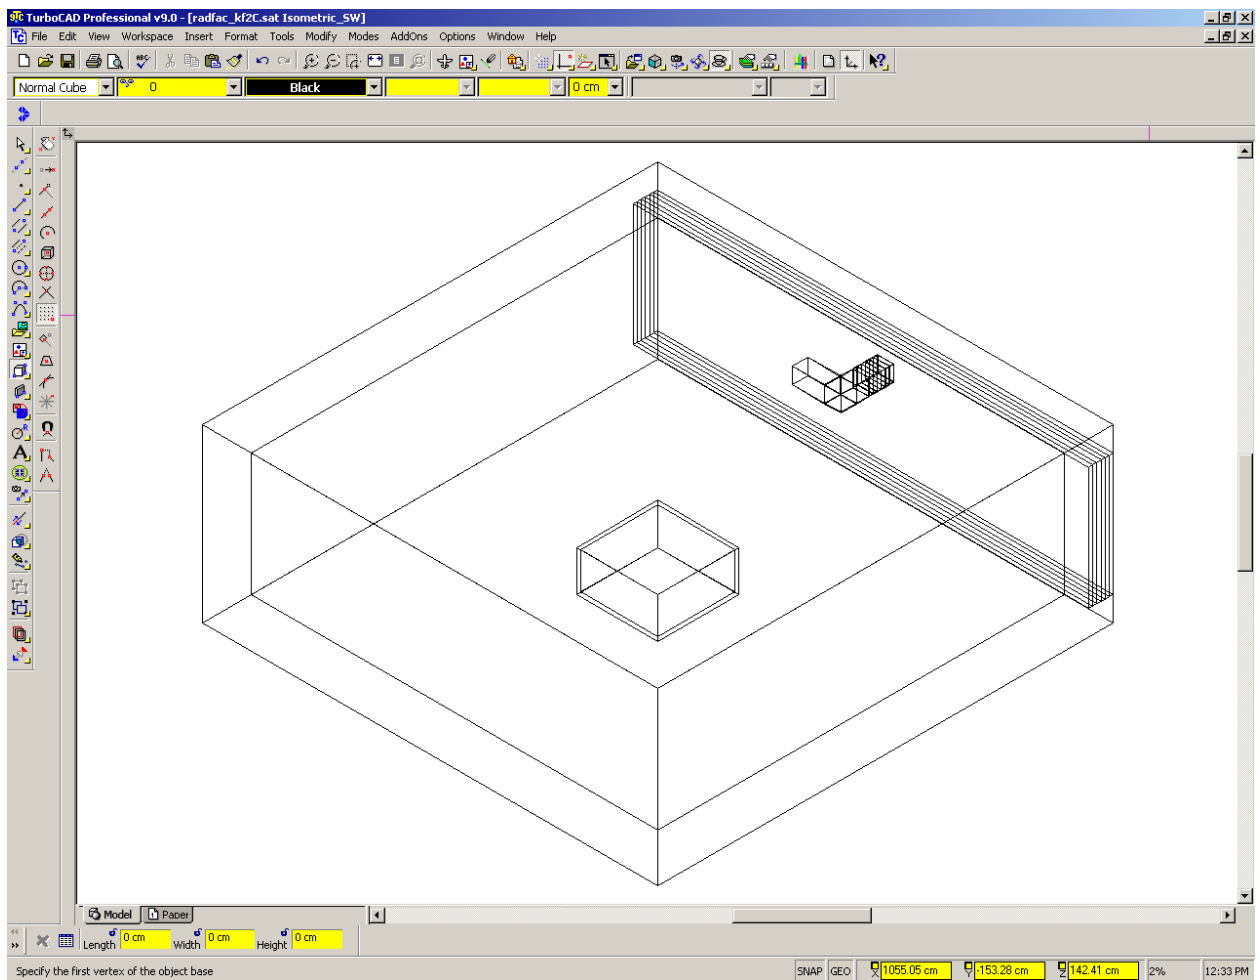 TurboCAD Professional v9.0 - [radfac_kf2C.sat Isometric_SW]
File Edit View Workspace Insert Format Tools Modify Modes AddOns Options Window Help
Normal Cube 0 Black 0 cm
Model Paper
Length 0 cm Width 0 cm Height 0 cm
Specify the first vertex of the object base SNAP GEO X 1055.05 cm Y -153.28 cm Z 142.41 cm 2% 12:33 PM